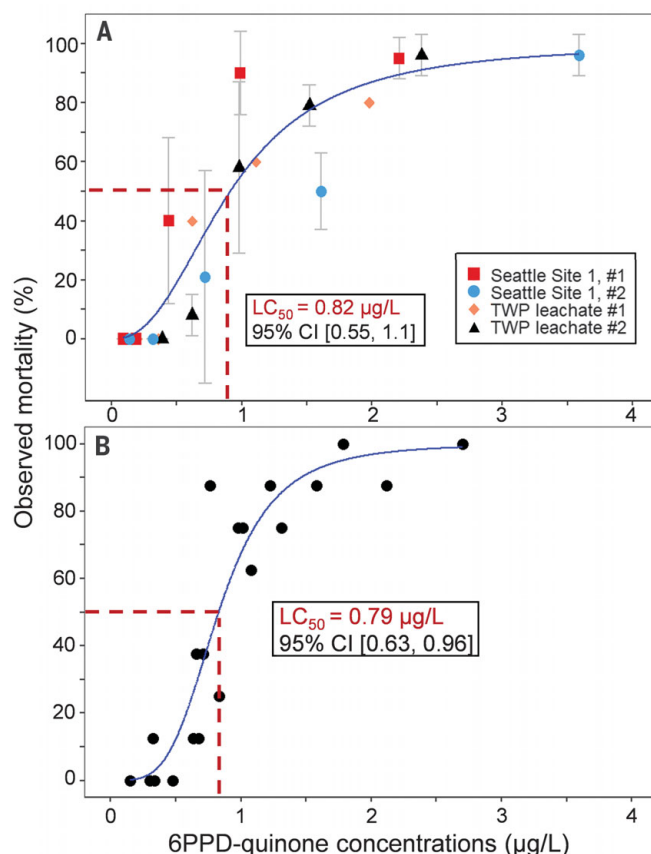 A
100
80
60
40
20
0
LC50 = 0.82 µg/L
95% CI [0.55, 1.1]
Seattle Site 1, #1
Seattle Site 1, #2
TWP leachate #1
TWP leachate #2
0
1
2
3
4
Observed mortality (%)
B
100
80
60
40
20
0
LC50 = 0.79 µg/L
95% CI [0.63, 0.96]
0
1
2
3
4
6PPD-quinone concentrations (µg/L)